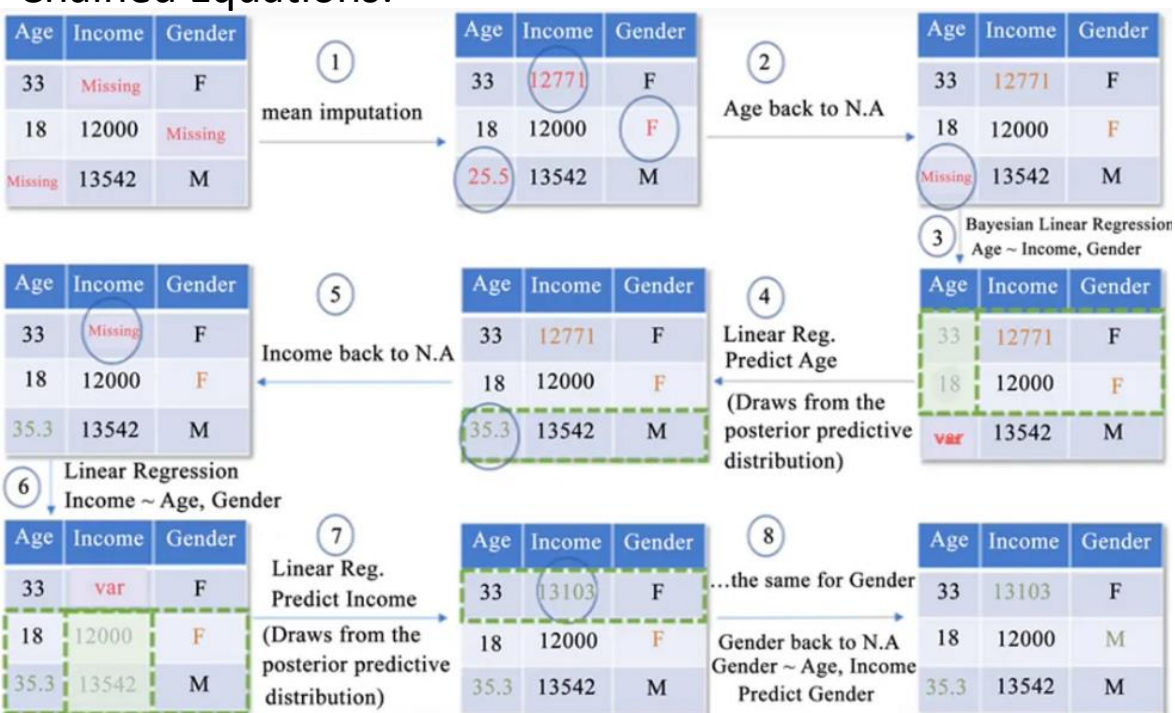 Chained Equations.
Age Income Gender
33 Missing F
18 12000 Missing
Missing 13542 M
1
mean imputation
Age Income Gender
33 12771 F
18 12000 F
25.5 13542 M
2
Age back to N.A
Age Income Gender
33 12771 F
18 12000 F
Missing 13542 M
3
Bayesian Linear Regression
Age ~ Income, Gender
Age Income Gender
33 12771 F
18 12000 F
var 13542 M
4
Linear Reg.
Predict Age
(Draws from the
posterior predictive
distribution)
Age Income Gender
33 12771 F
18 12000 F
35.3 13542 M
5
Income back to N.A
Age Income Gender
33 Missing F
18 12000 F
35.3 13542 M
6
Linear Regression
Income ~ Age, Gender
Age Income Gender
33 var F
18 12000 F
35.3 13542 M
7
Linear Reg.
Predict Income
(Draws from the
posterior predictive
distribution)
Age Income Gender
33 13103 F
18 12000 F
35.3 13542 M
8
...the same for Gender
Gender back to N.A
Gender ~ Age, Income
Predict Gender
Age Income Gender
33 13103 F
18 12000 M
35.3 13542 M